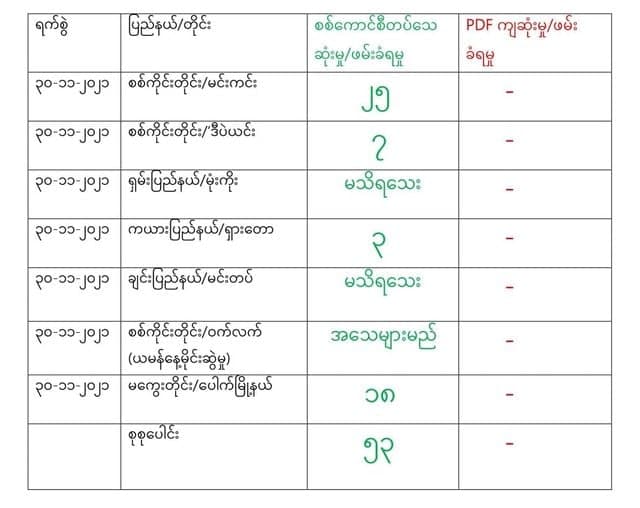 ရက်စွဲ ပြည်နယ်/တိုင်း စစ်ကောင်စီတပ်သေ PDF ကျဆုံးမှု/ဖမ်း
ဆုံးမှု/ဖမ်းခံရမှု ခံရမှု
၃၀-၁၁-၂၀၂၁ စစ်ကိုင်းတိုင်း/မင်းကင်း ၂၅ -
၃၀-၁၁-၂၀၂၁ စစ်ကိုင်းတိုင်း/ဒီပဲယင်း ၇ -
၃၀-၁၁-၂၀၂၁ ရှမ်းပြည်နယ်/မုံးကိုး မသိရသေး -
၃၀-၁၁-၂၀၂၁ ကယားပြည်နယ်/ရှားတော ၃ -
၃၀-၁၁-၂၀၂၁ ချင်းပြည်နယ်/မင်းတပ် မသိရသေး -
၃၀-၁၁-၂၀၂၁ စစ်ကိုင်းတိုင်း/ဝက်လက် အသေများမည် -
(ယမန်နေ့မိုင်းဆွဲမှု)
၃၀-၁၁-၂၀၂၁ မကွေးတိုင်း/ပေါက်မြို့နယ် ၁၈ -
စုစုပေါင်း ၅၃ -